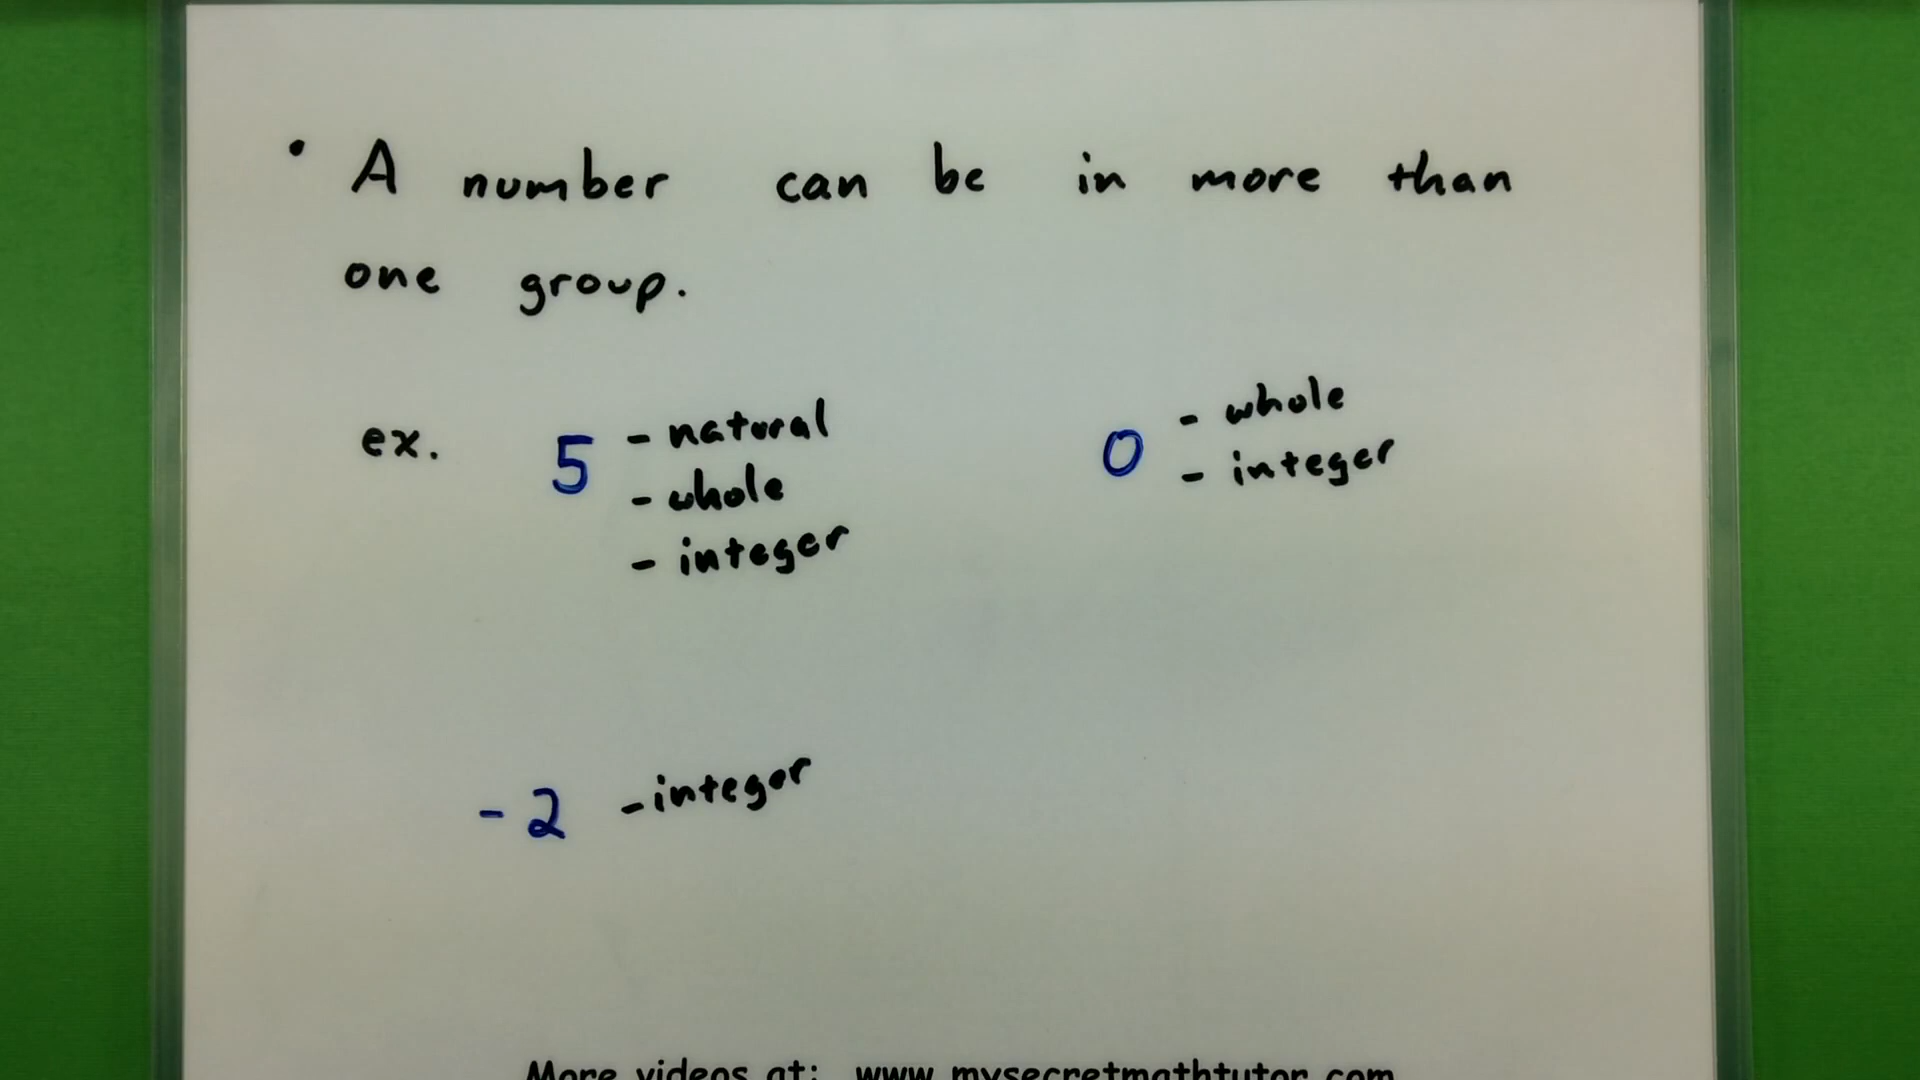 • A number can be in more than
one group.
ex. 5 - natural
- whole
- integer
0 - whole
- integer
-2 - integer
More videos at: www.mysecretmathtutor.com